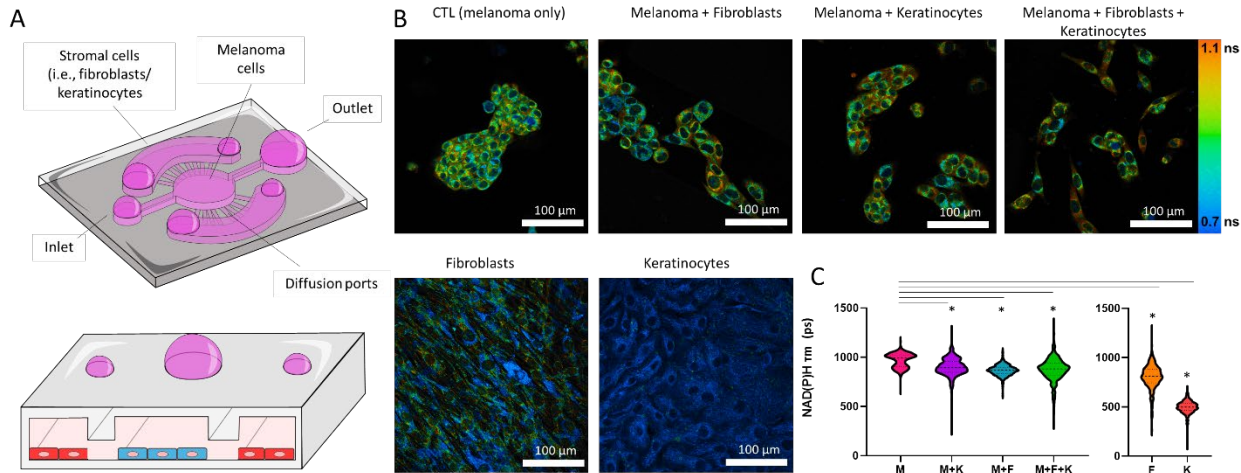 A
Stromal cells
(i.e., fibroblasts/
keratinocytes
Melanoma
cells
Outlet
Inlet
Diffusion ports
B
CTL (melanoma only)
Melanoma + Fibroblasts
Melanoma + Keratinocytes
Melanoma + Fibroblasts +
Keratinocytes
1.1 ns
0.7 ns
100 μm
100 μm
100 μm
100 μm
Fibroblasts
Keratinocytes
100 μm
100 μm
C
NAD(P)H τm (ps)
1500
1000
500
0
* * *
M M+K M+F M+F+K
1500
1000
500
0
* *
F K